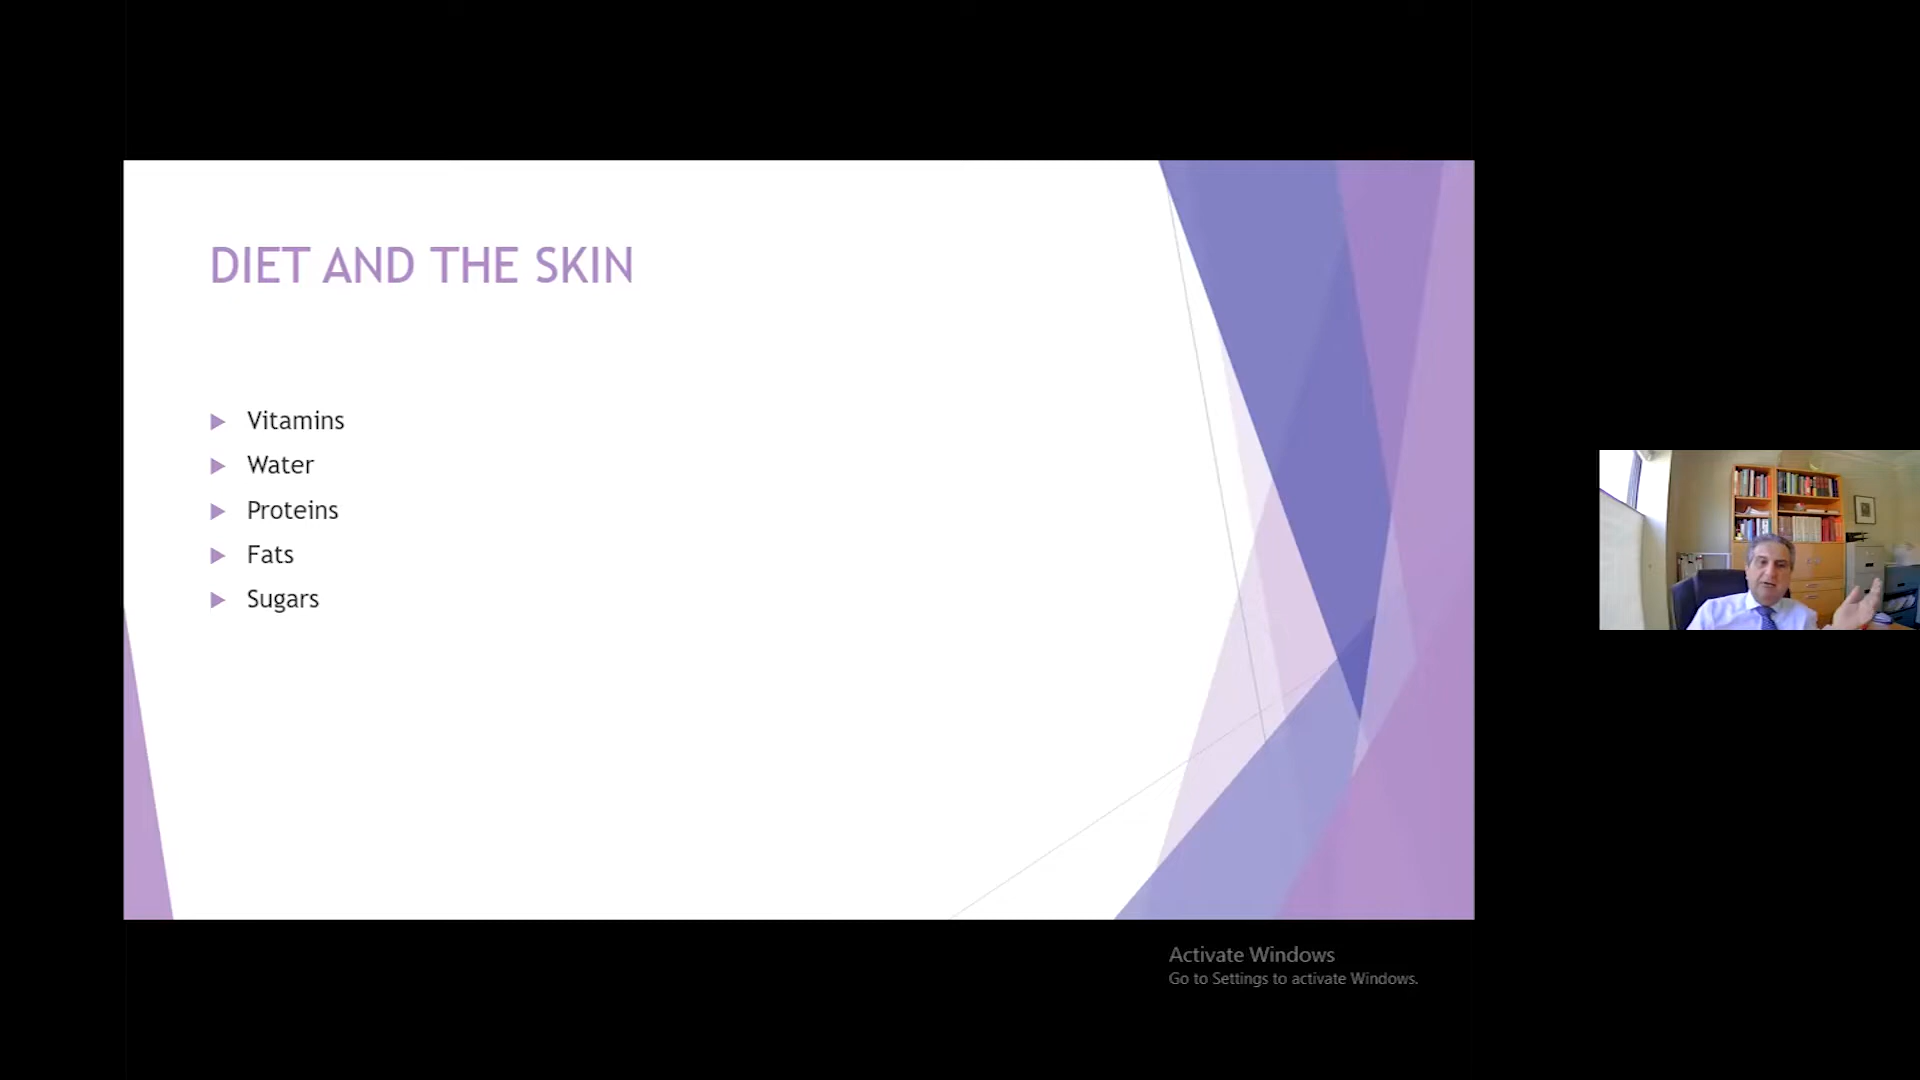 DIET AND THE SKIN
Vitamins
Water
Proteins
Fats
Sugars
Activate Windows
Go to Settings to activate Windows.